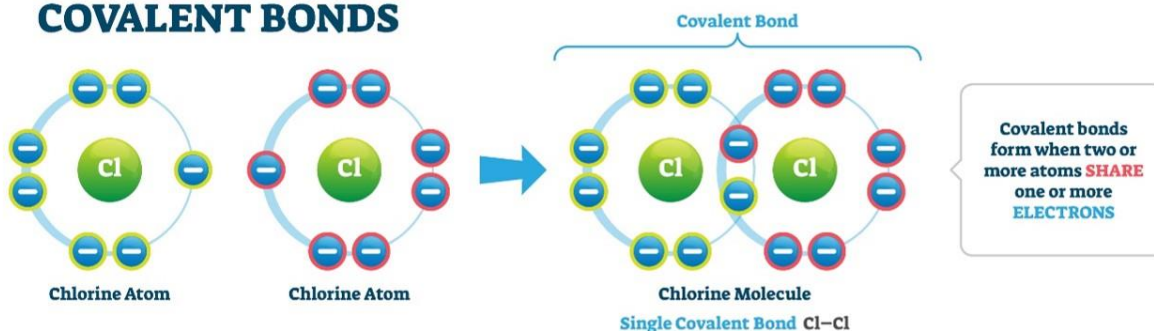 COVALENT BONDS
Covalent Bond
Cl
Cl
Cl
Cl
Chlorine Atom
Chlorine Atom
Chlorine Molecule
Single Covalent Bond Cl–Cl
Covalent bonds
form when two or
more atoms SHARE
one or more
ELECTRONS